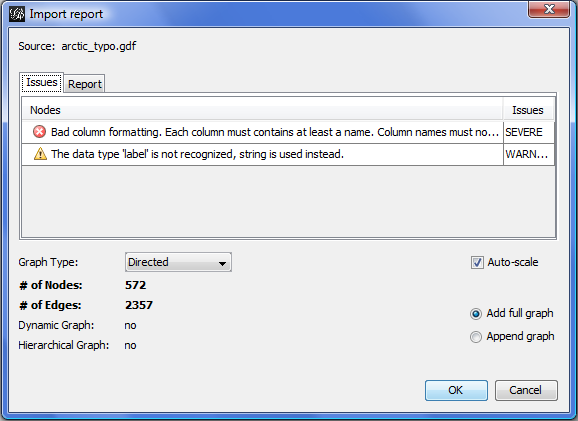 Import report
Source: arctic_typo.gdf
Issues Report
Nodes Issues
Bad column formatting. Each column must contains at least a name. Column names must no... SEVERE
The data type 'label' is not recognized, string is used instead. WARN...
Graph Type: Directed Auto-scale
# of Nodes: 572
# of Edges: 2357
Add full graph
Dynamic Graph: no
Append graph
Hierarchical Graph: no
OK Cancel